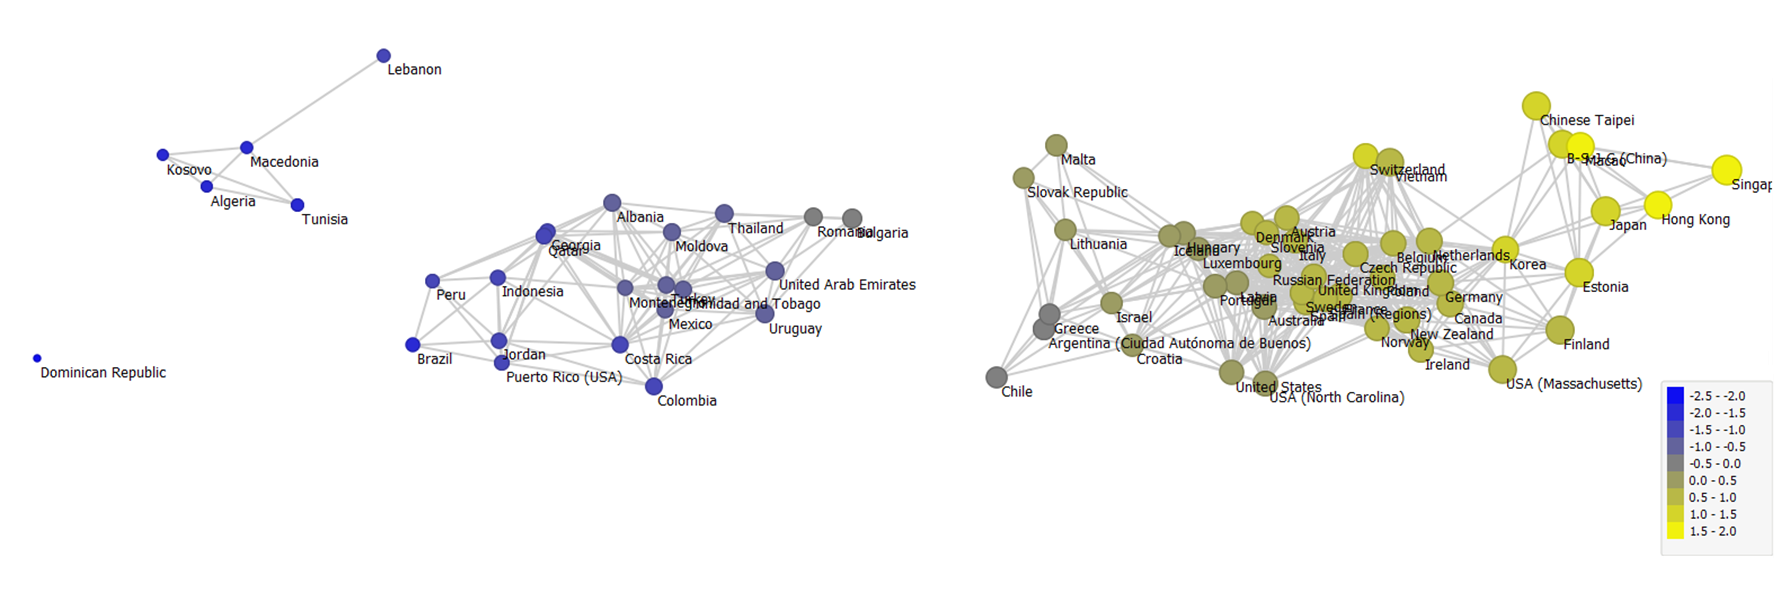 Lebanon
Kosovo
Macedonia
Algeria
Tunisia
Dominican Republic
Albania
Thailand
Romania
Bulgaria
Georgia
Qatar
Moldova
Peru
Indonesia
United Arab Emirates
Montenegro
Turkey
Trinidad and Tobago
Mexico
Uruguay
Brazil
Jordan
Costa Rica
Puerto Rico (USA)
Colombia
Chinese Taipei
B-S-J-G (China)
Macao
Malta
Switzerland
Vietnam
Singap
Slovak Republic
Hong Kong
Japan
Lithuania
Iceland
Hungary
Luxembourg
Denmark
Austria
Slovenia
Italy
Belgium
Netherlands
Czech Republic
Korea
Russian Federation
Estonia
United Kingdom
Poland
Germany
Latvia
Portugal
Sweden
France
Spain
Spain (Regions)
Canada
Israel
Australia
Greece
Argentina (Ciudad Autónoma de Buenos)
Croatia
Norway
New Zealand
Finland
Ireland
Chile
United States
USA (North Carolina)
USA (Massachusetts)
-2.5 - -2.0
-2.0 - -1.5
-1.5 - -1.0
-1.0 - -0.5
-0.5 - 0.0
0.0 - 0.5
0.5 - 1.0
1.0 - 1.5
1.5 - 2.0